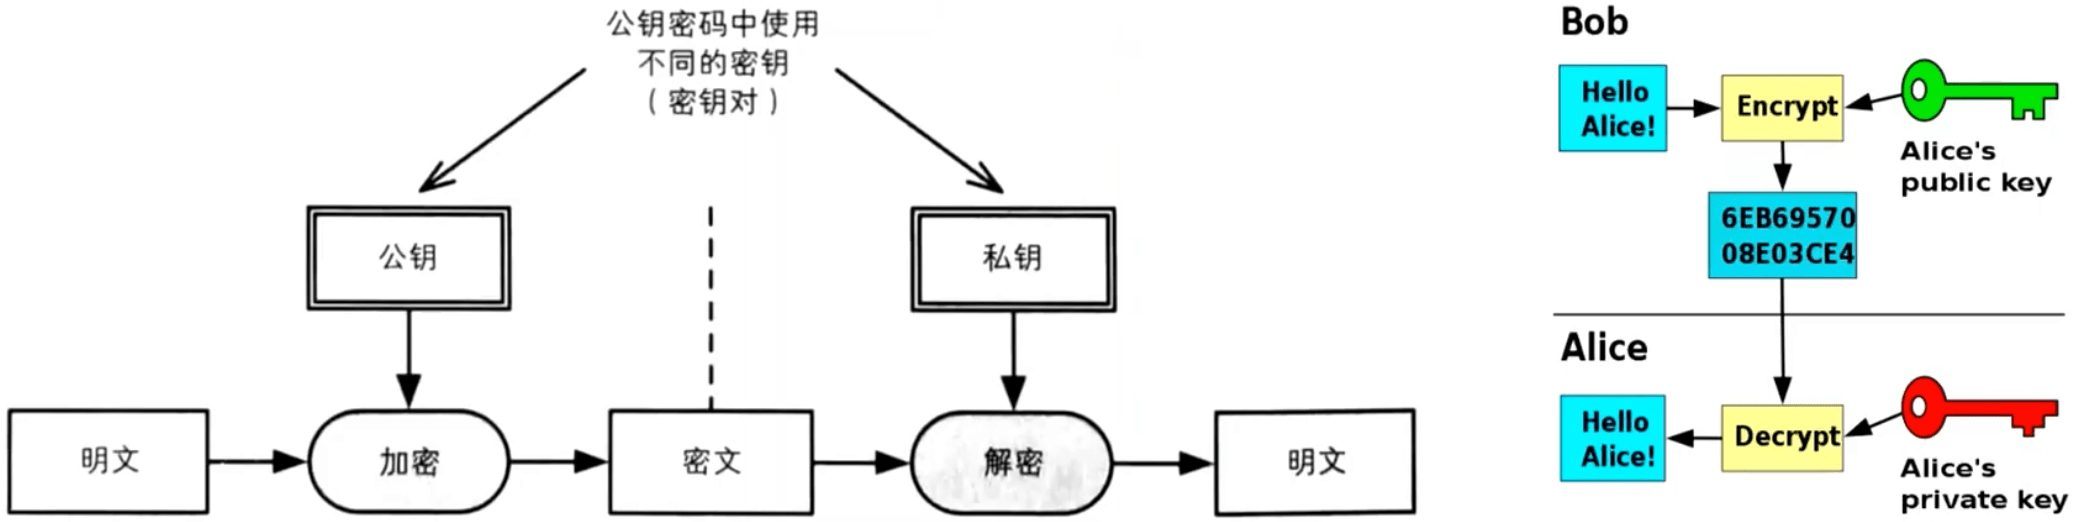 公钥密码中使用
不同的密钥
（密钥对）
公钥
私钥
明文
加密
密文
解密
明文
Bob
Hello
Alice!
Encrypt
Alice's
public key
6EB69570
08E03CE4
Alice
Hello
Alice!
Decrypt
Alice's
private key